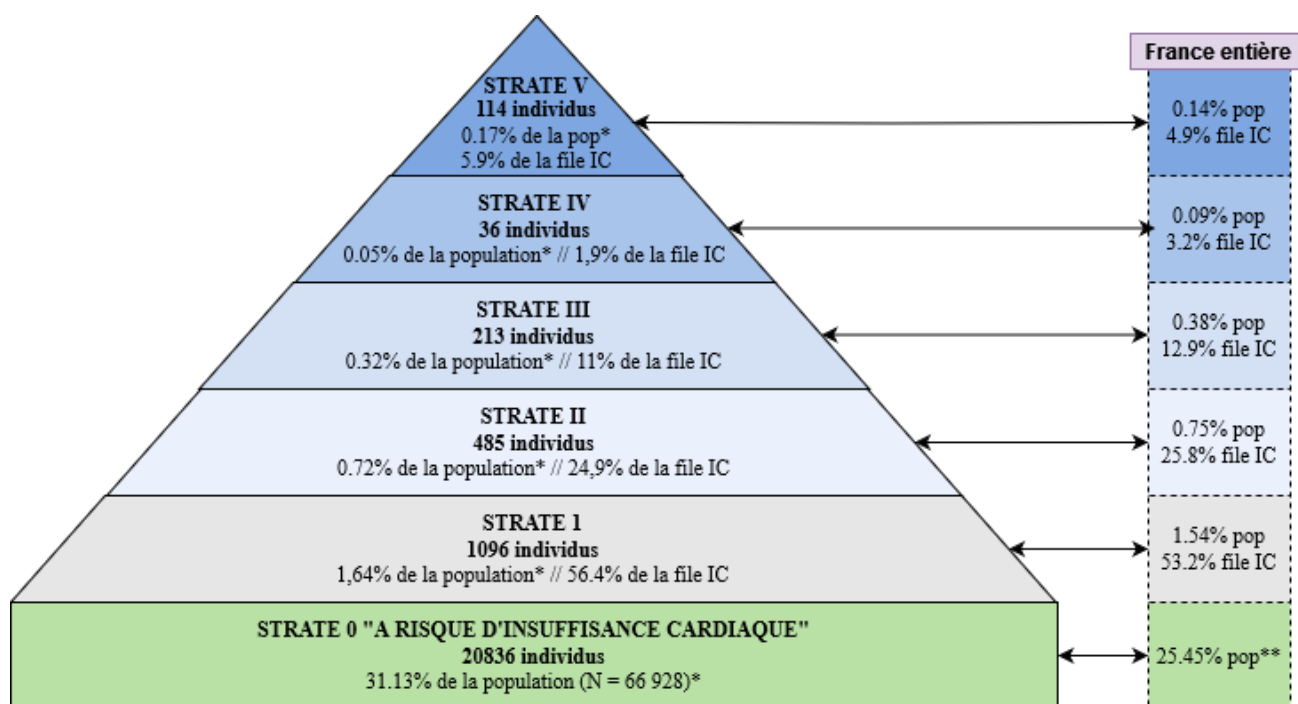 France entière
STRATE V
114 individus
0.17% de la pop*
5.9% de la file IC
0.14% pop
4.9% file IC
STRATE IV
36 individus
0.05% de la population* // 1,9% de la file IC
0.09% pop
3.2% file IC
STRATE III
213 individus
0.32% de la population* // 11% de la file IC
0.38% pop
12.9% file IC
STRATE II
485 individus
0.72% de la population* // 24,9% de la file IC
0.75% pop
25.8% file IC
STRATE 1
1096 individus
1,64% de la population* // 56.4% de la file IC
1.54% pop
53.2% file IC
STRATE 0 "A RISQUE D'INSUFFISANCE CARDIAQUE"
20836 individus
31.13% de la population (N = 66 928)*
25.45% pop**